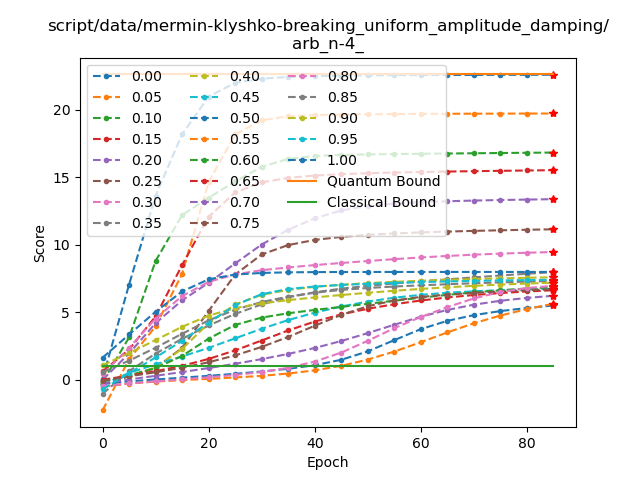 script/data/mermin-klyshko-breaking_uniform_amplitude_damping/
arb_n-4_
0.00 0.40 0.80
0.05 0.45 0.85
0.10 0.50 0.90
0.15 0.55 0.95
0.20 0.60 1.00
0.25 0.65 Quantum Bound
0.30 0.70 Classical Bound
0.35 0.75
Score
20
15
10
5
0
0 20 40 60 80
Epoch